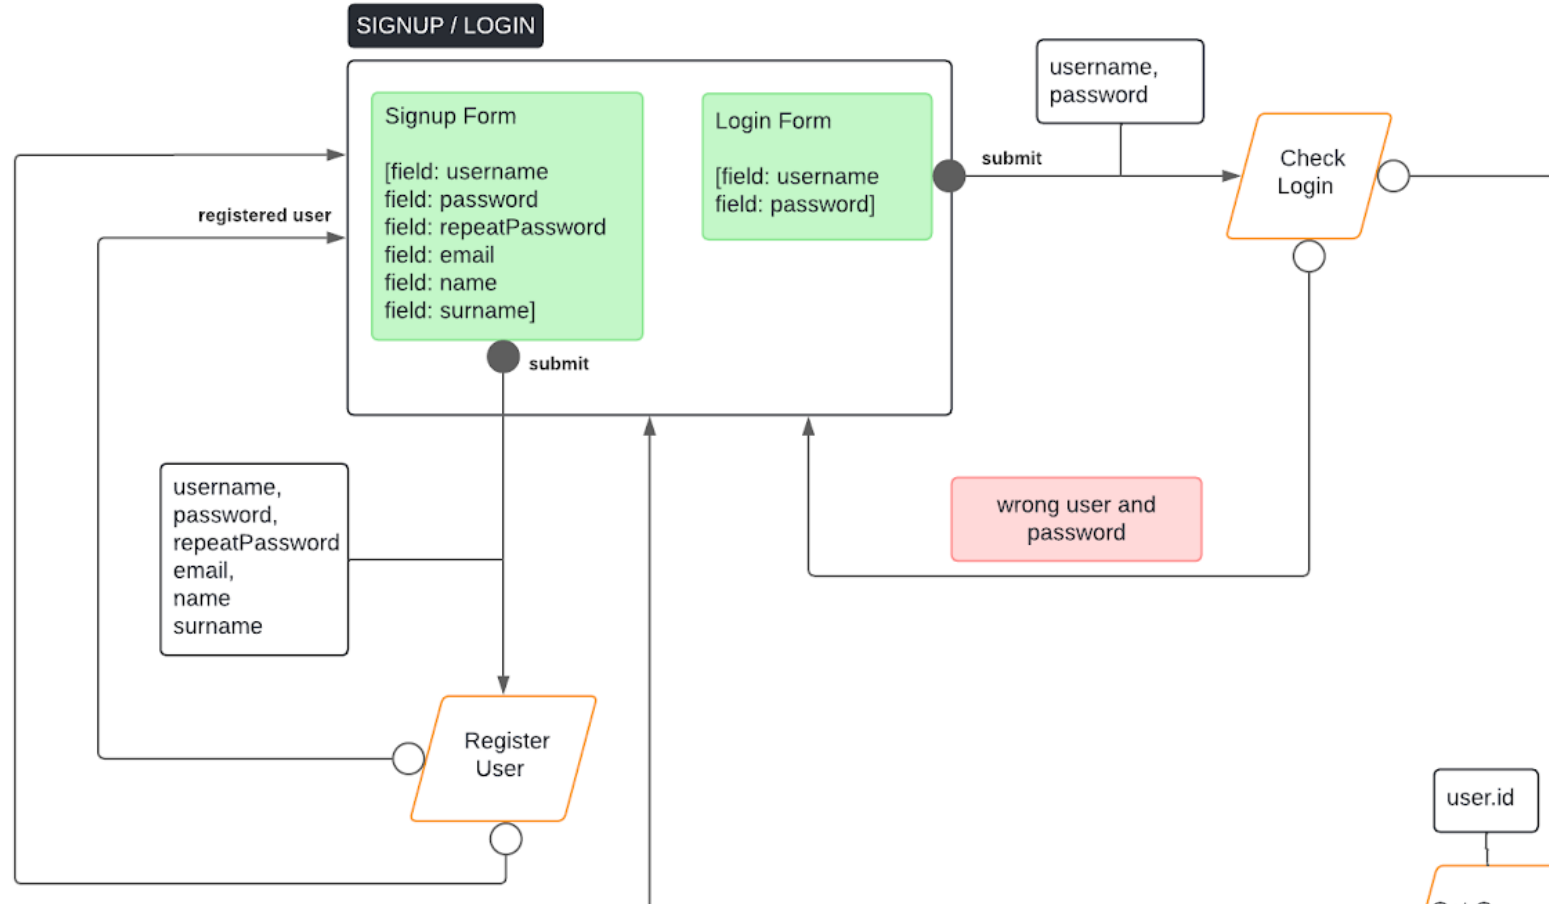 SIGNUP / LOGIN
Signup Form
[field: username
field: password
field: repeatPassword
field: email
field: name
field: surname]
submit
Login Form
[field: username
field: password]
submit
username,
password
Check
Login
registered user
wrong user and
password
username,
password,
repeatPassword
email,
name
surname
Register
User
user.id